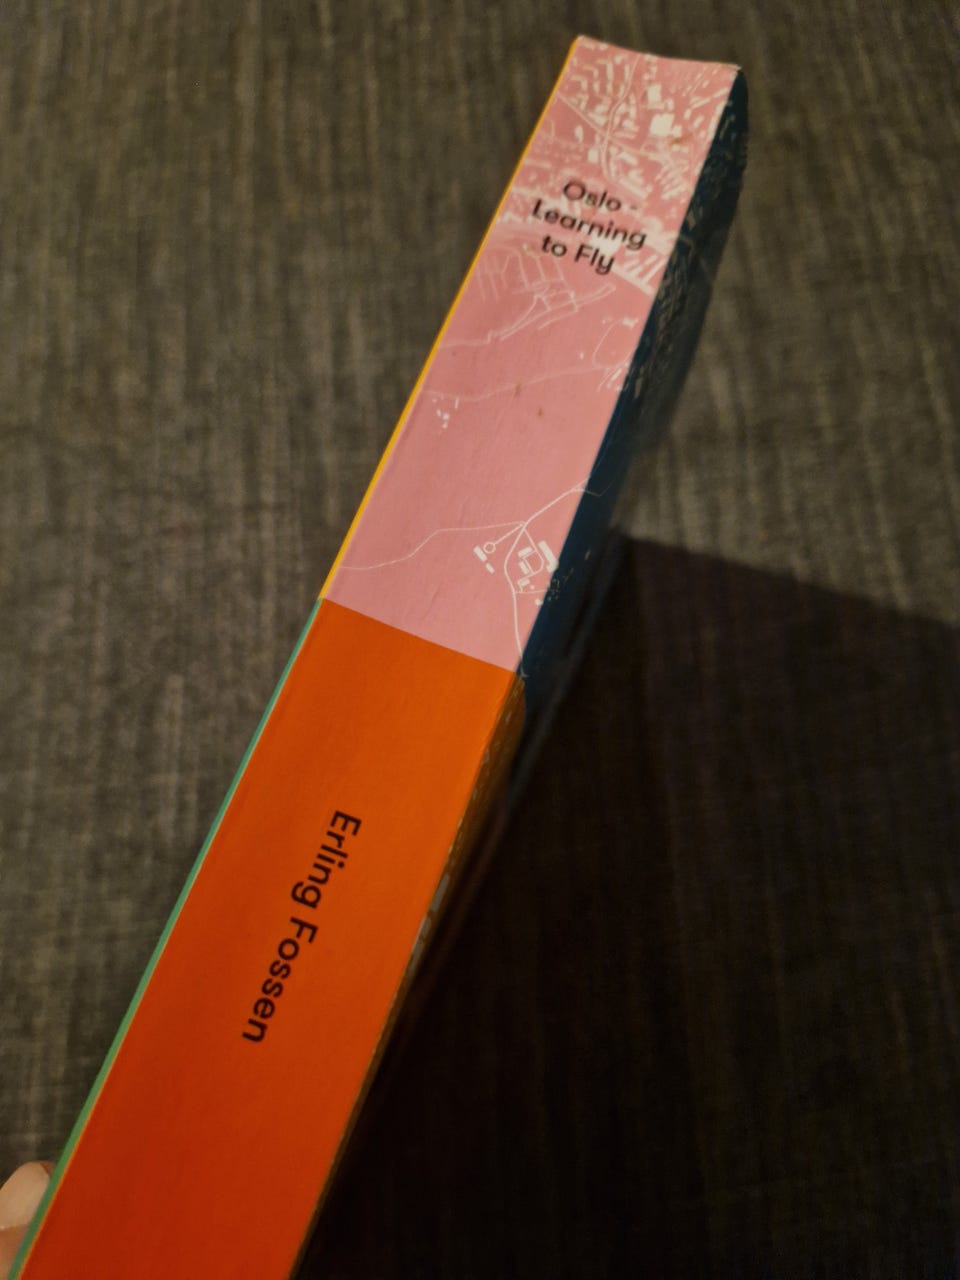 Oslo -
Learning
to Fly
Erling Fossen